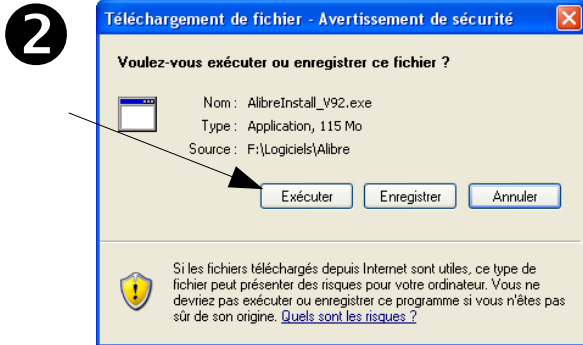 2
Téléchargement de fichier - Avertissement de sécurité
Voulez-vous exécuter ou enregistrer ce fichier ?
Nom : AlibreInstall_V92.exe
Type : Application, 115 Mo
Source : F:\Logiciels\Alibre
Exécuter Enregistrer Annuler
Si les fichiers téléchargés depuis Internet sont utiles, ce type de
fichier peut présenter des risques pour votre ordinateur. Vous ne
devriez pas exécuter ou enregistrer ce programme si vous n'êtes pas
sûr de son origine. Quels sont les risques ?